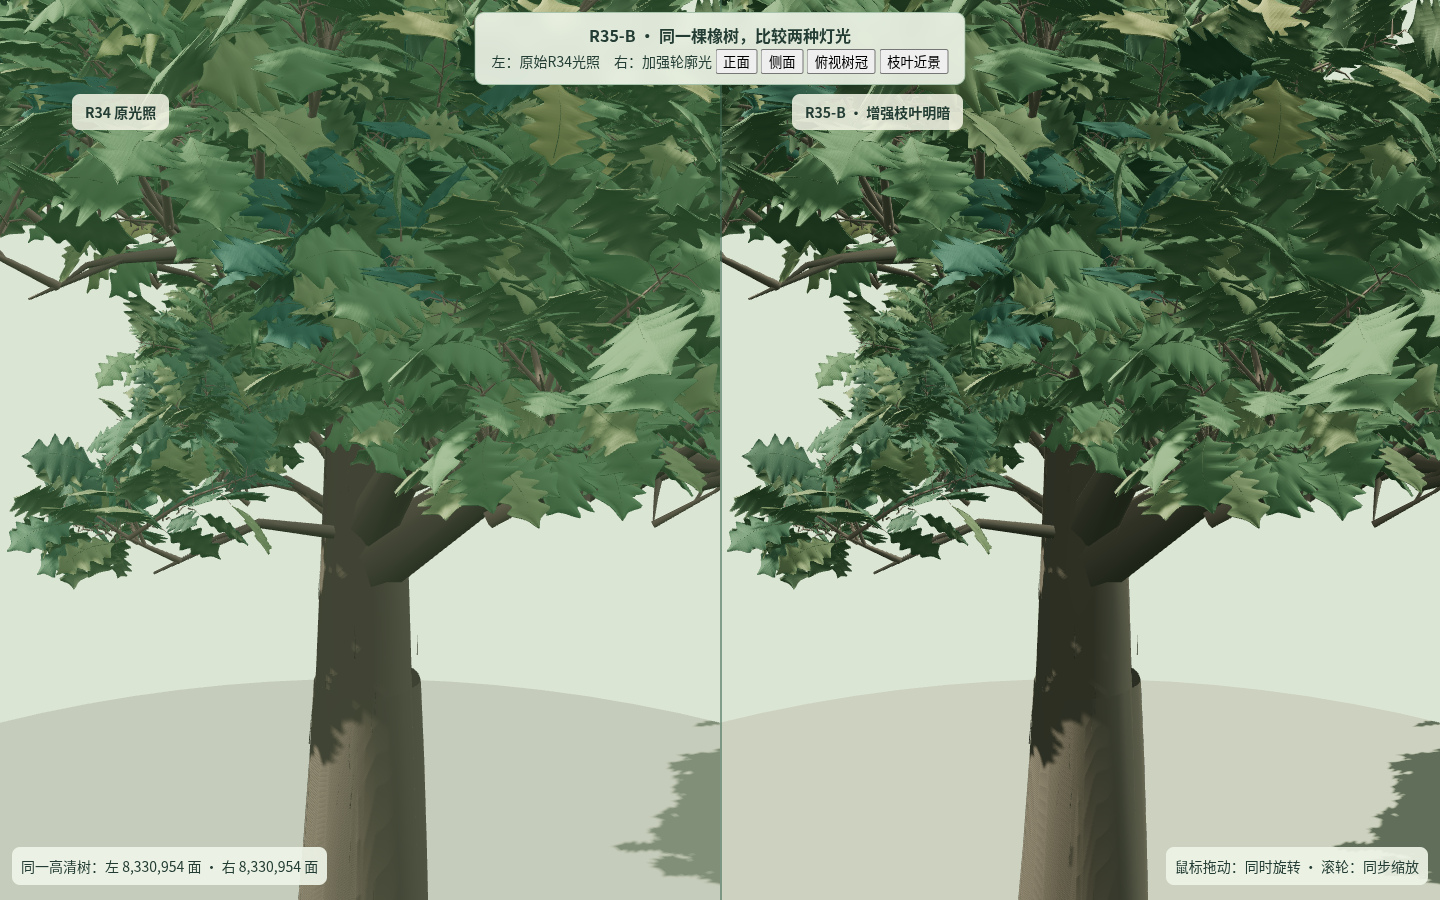 R35-B · 同一棵橡树，比较两种灯光
左：原始R34光照 右：加强轮廓光 正面 侧面 俯视树冠 枝叶近景
R34 原光照
R35-B · 增强枝叶明暗
同一高清树：左 8,330,954 面 · 右 8,330,954 面
鼠标拖动：同时旋转 · 滚轮：同步缩放